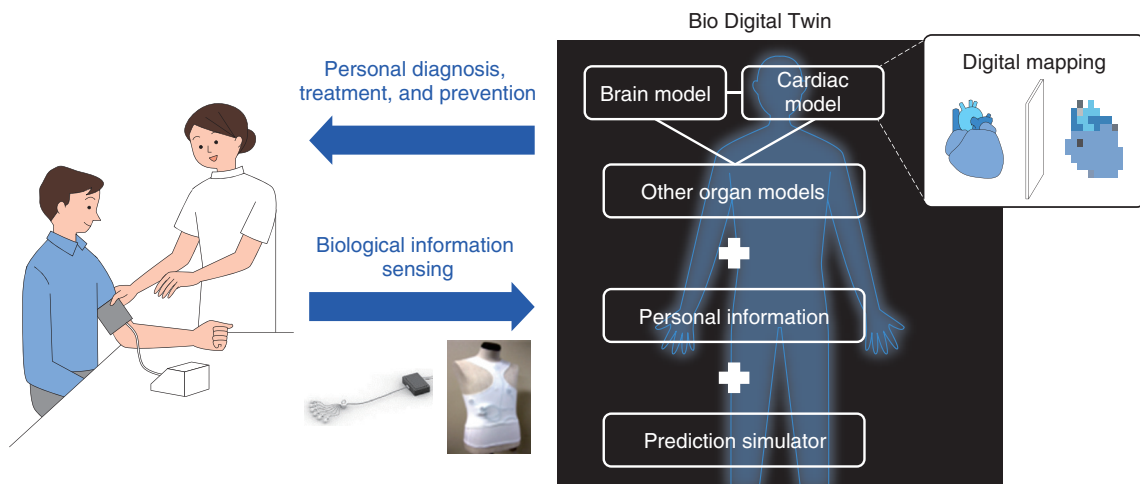 Bio Digital Twin
Personal diagnosis,
treatment, and prevention
Brain model
Cardiac
model
Digital mapping
Other organ models
Biological information
sensing
Personal information
Prediction simulator